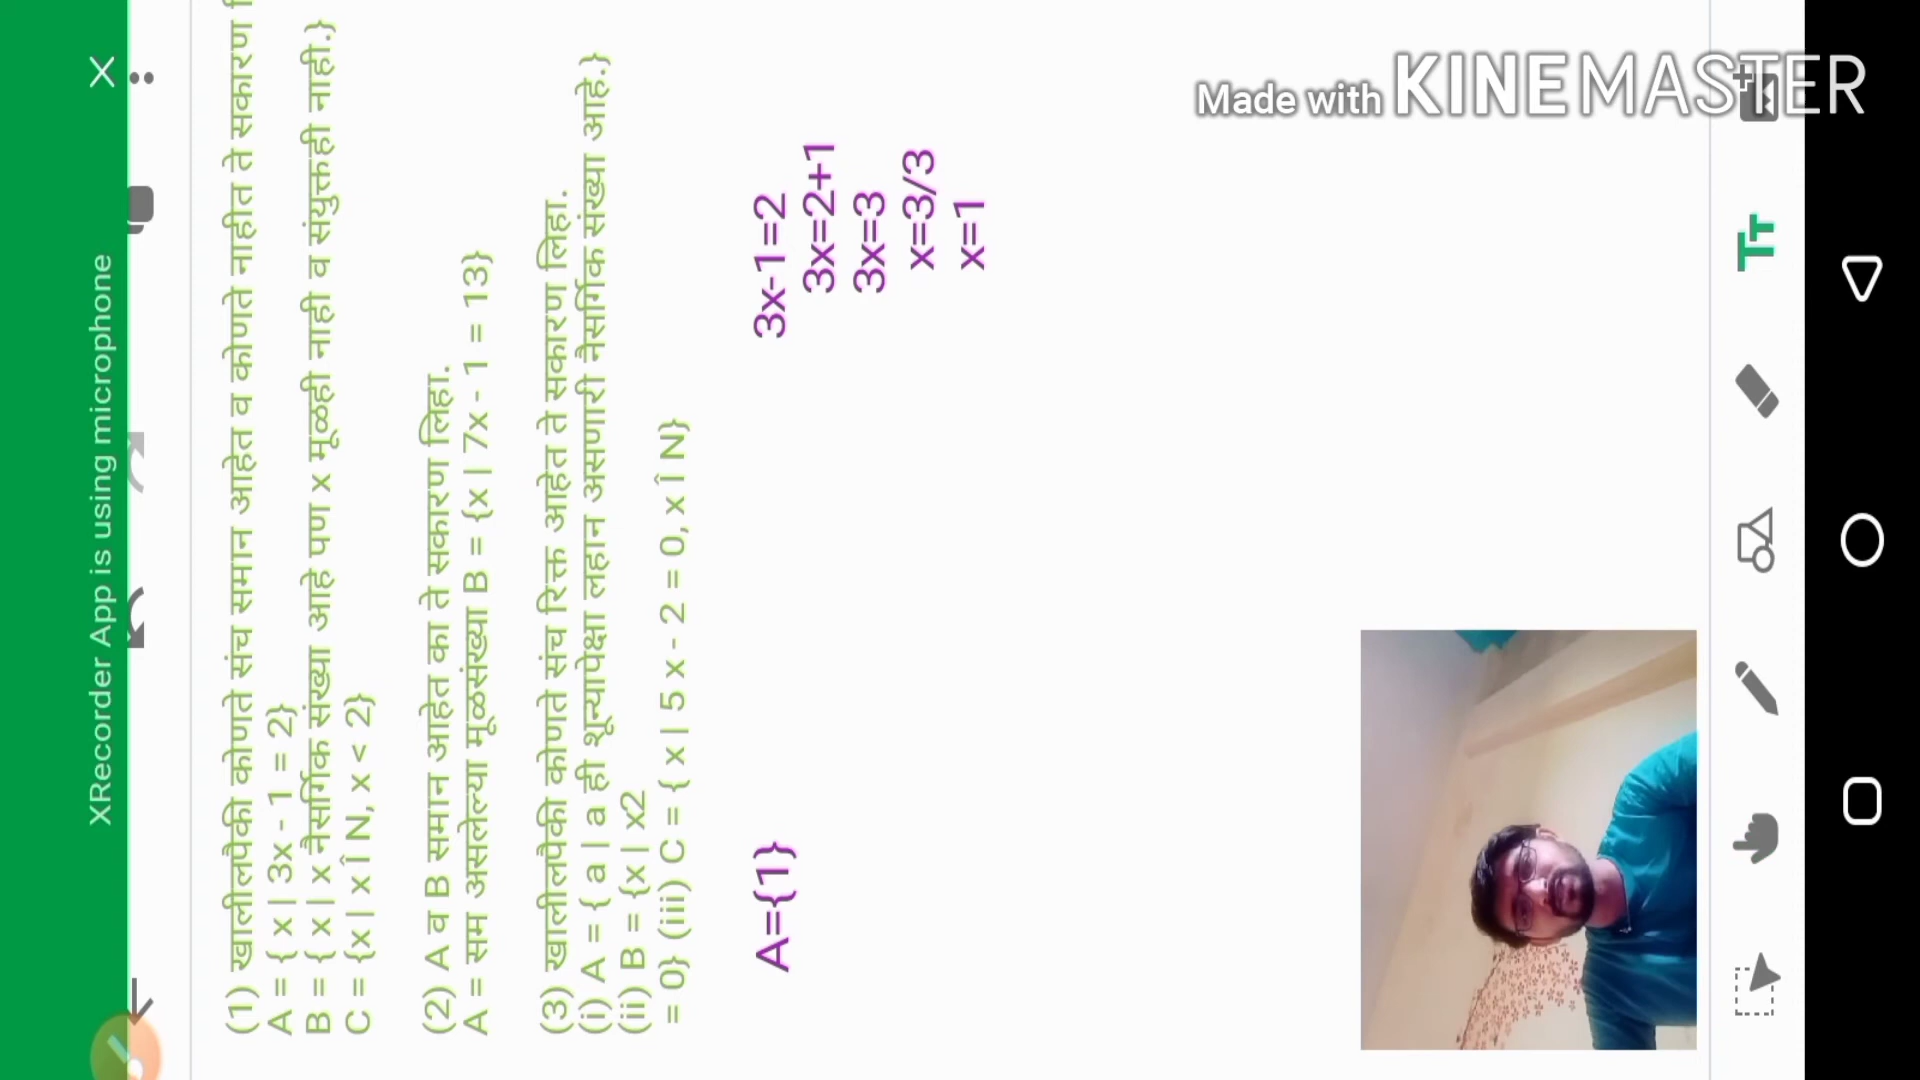 Made with KINEMASTER
XRecorder App is using microphone
(1) खालीलपैकी कोणते संच समान आहेत व कोणते नाहीत ते सकारण
A = { x | 3x - 1 = 2}
B = { x | x नैसर्गिक संख्या आहे पण x मूळही नाही व संयुक्तही नाही.}
C = {x | x Î N, x < 2}
(2) A व B समान आहेत का ते सकारण लिहा.
A = सम असलेल्या मूळसंख्या B = {x | 7x - 1 = 13}
(3) खालीलपैकी कोणते संच रिक्त आहेत ते सकारण लिहा.
(i) A = { a | a ही शून्यापेक्षा लहान असणारी नैसर्गिक संख्या आहे.}
(ii) B = {x | x2
= 0} (iii) C = { x | 5 x - 2 = 0, x Î N}
A={1}
3x-1=2
3x=2+1
3x=3
x=3/3
x=1